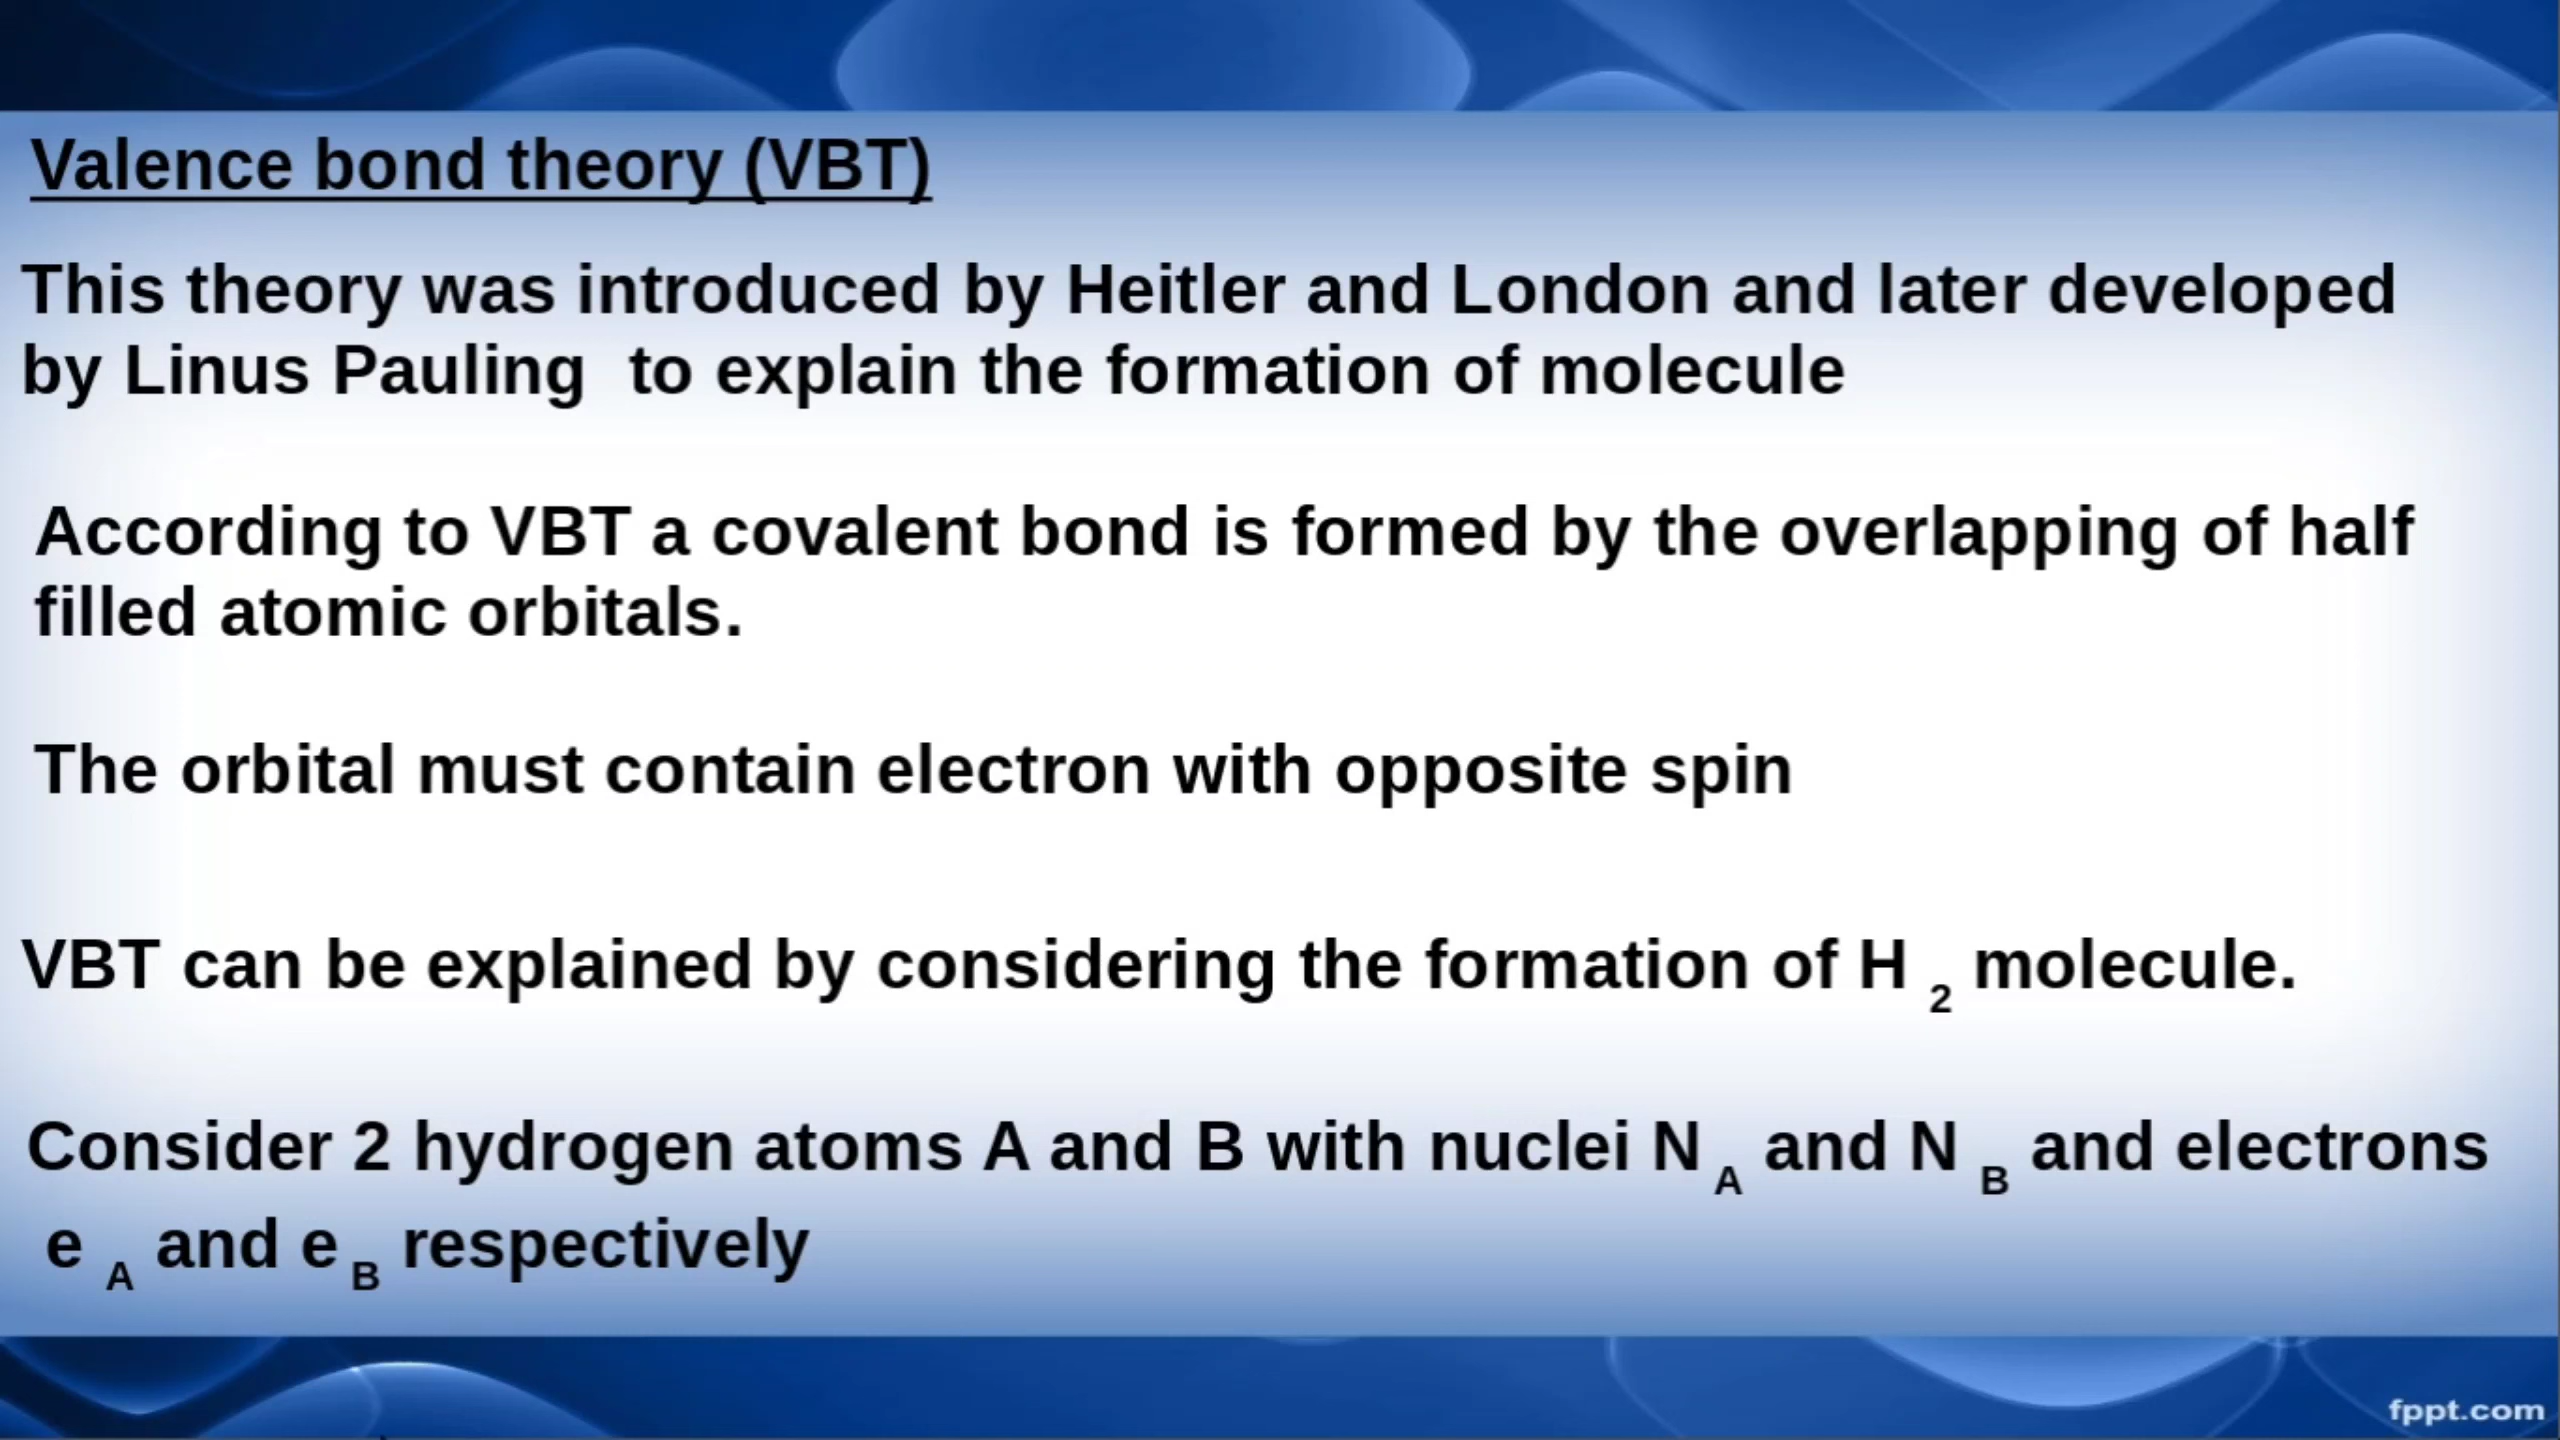 Valence bond theory (VBT)
This theory was introduced by Heitler and London and later developed
by Linus Pauling to explain the formation of molecule
According to VBT a covalent bond is formed by the overlapping of half
filled atomic orbitals.
The orbital must contain electron with opposite spin
VBT can be explained by considering the formation of H 2 molecule.
Consider 2 hydrogen atoms A and B with nuclei N A and N B and electrons
e A and e B respectively
fppt.com